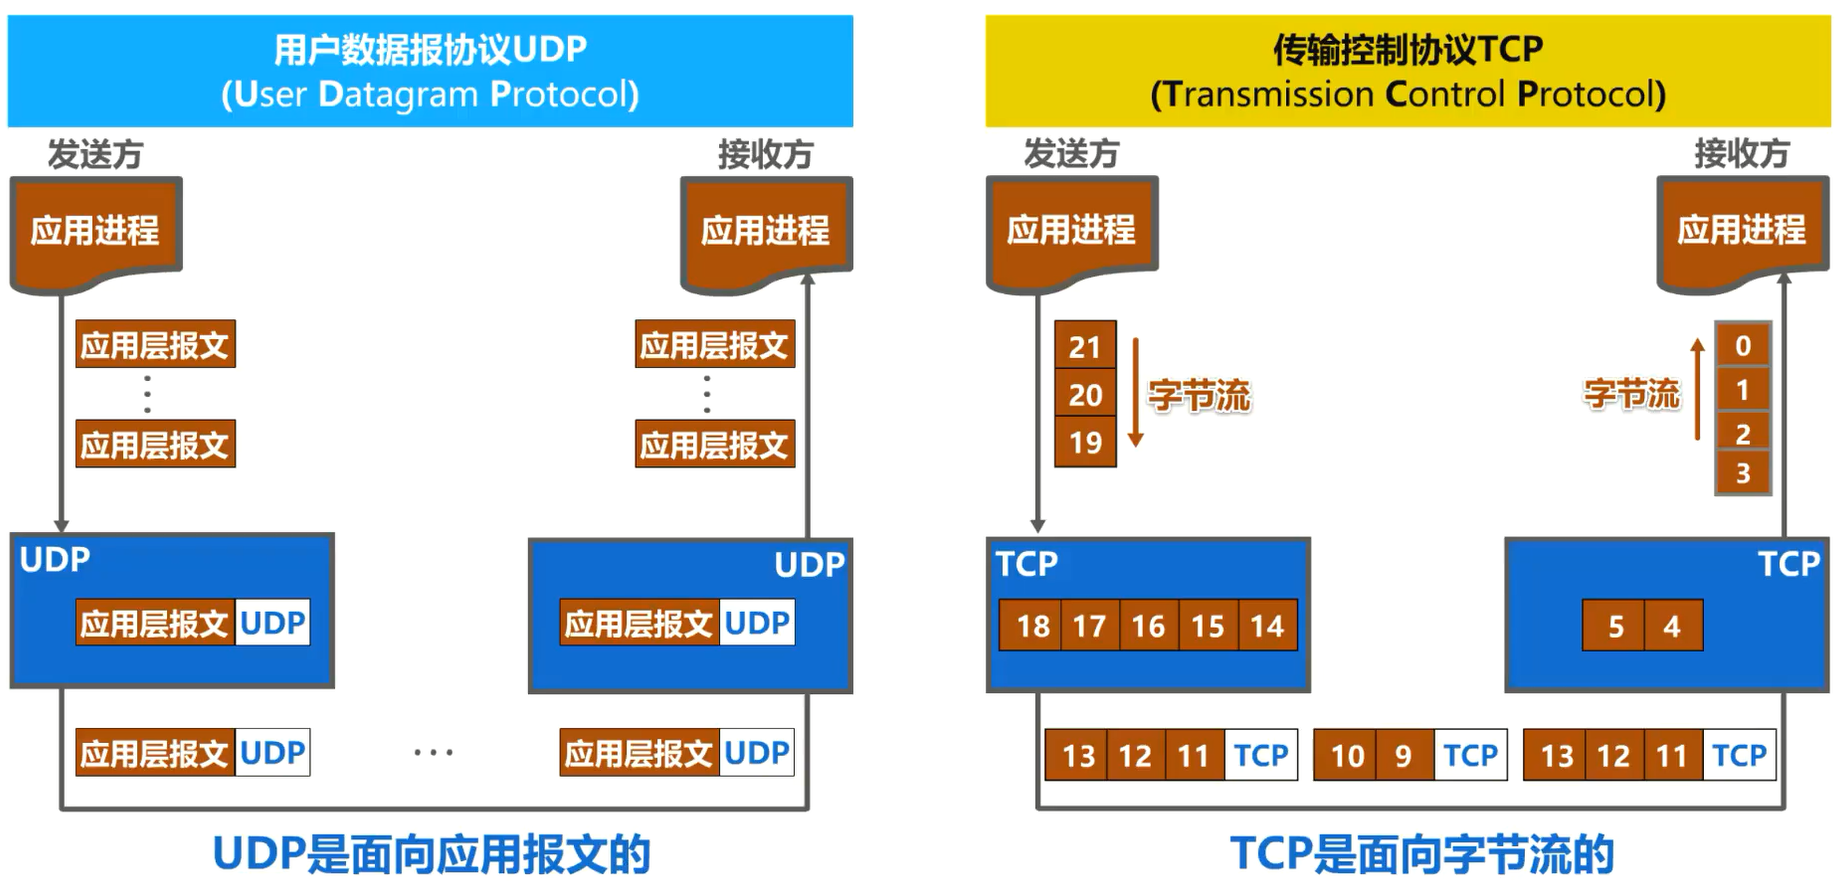 用户数据报协议UDP
(User Datagram Protocol)
发送方
接收方
应用进程
应用进程
应用层报文
应用层报文
应用层报文
应用层报文
UDP
应用层报文 UDP
UDP
应用层报文 UDP
应用层报文 UDP
...
应用层报文 UDP
UDP是面向应用报文的
传输控制协议TCP
(Transmission Control Protocol)
发送方
接收方
应用进程
应用进程
21
20
19
字节流
字节流
0
1
2
3
TCP
18 17 16 15 14
TCP
5 4
13 12 11 TCP
10 9 TCP
13 12 11 TCP
TCP是面向字节流的